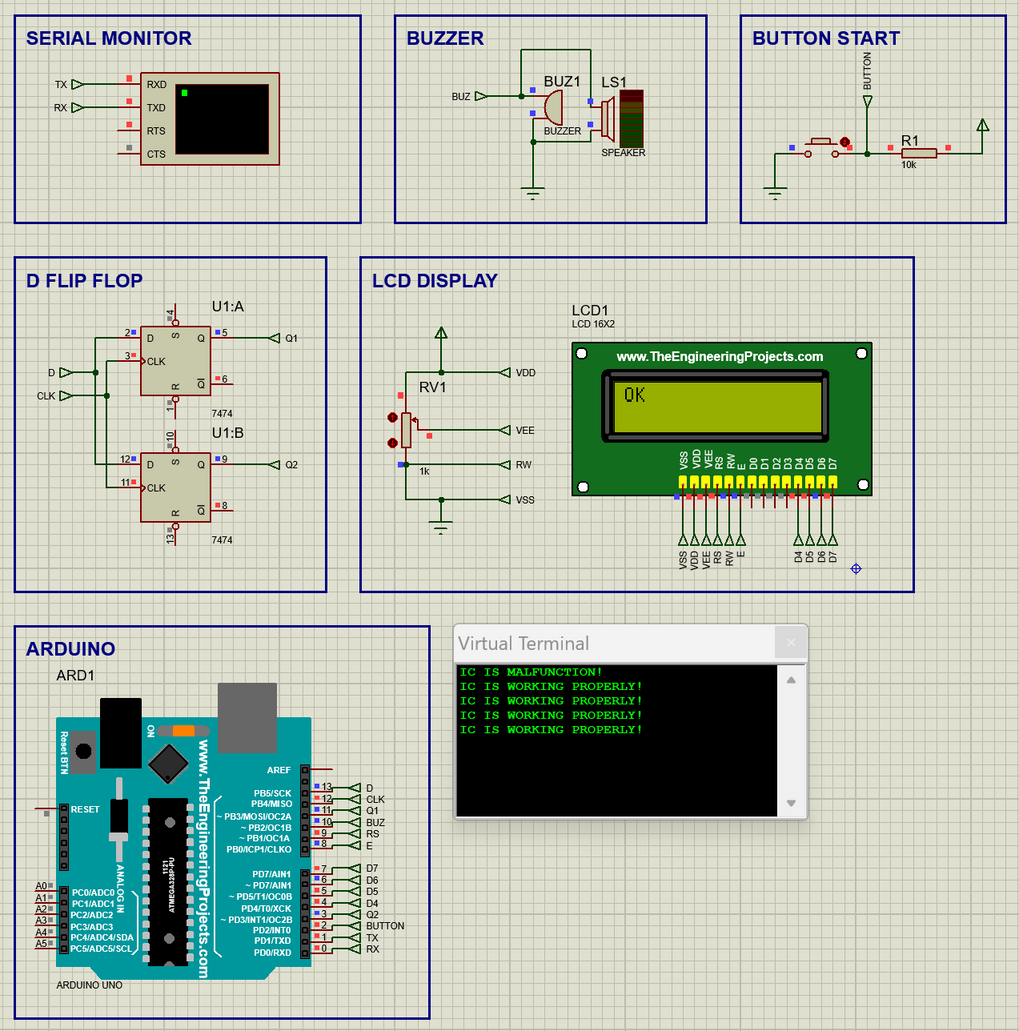 SERIAL MONITOR
TX
RX
RXD
TXD
RTS
CTS
BUZZER
BUZ
BUZ1
BUZZER
LS1
SPEAKER
BUTTON START
BUTTON
R1
10k
D FLIP FLOP
D
CLK
U1:A
4
2
D
S
Q
5
Q1
3
CLK
R
Q
6
1
7474
U1:B
10
12
D
S
Q
9
Q2
11
CLK
R
Q
8
13
7474
LCD DISPLAY
RV1
1k
VDD
VEE
RW
VSS
LCD1
LCD 16X2
www.TheEngineeringProjects.com
OK
VSS VDD VEE RS RW E D0 D1 D2 D3 D4 D5 D6 D7
VSS VDD VEE RS RW E D4 D5 D6 D7
ARDUINO
ARD1
Reset BTN
ON
www.TheEngineeringProjects.com
1121
ATMEGA328P-PU
ANALOG IN
RESET
AREF
PB5/SCK 13 D
PB4/MISO 12 CLK
~ PB3/MOSI/OC2A 11 Q1
~ PB2/OC1B 10 BUZ
~ PB1/OC1A 9 RS
PB0/ICP1/CLKO 8 E
PD7/AIN1 7 D7
~ PD7/AIN1 6 D6
~ PD5/T1/OC0B 5 D5
PD4/T0/XCK 4 D4
~ PD3/INT1/OC2B 3 Q2
PD2/INT0 2 BUTTON
PD1/TXD 1 TX
PD0/RXD 0 RX
A0 PC0/ADC0
A1 PC1/ADC1
A2 PC2/ADC2
A3 PC3/ADC3
A4 PC4/ADC4/SDA
A5 PC5/ADC5/SCL
ARDUINO UNO
Virtual Terminal
IC IS MALFUNCTION!
IC IS WORKING PROPERLY!
IC IS WORKING PROPERLY!
IC IS WORKING PROPERLY!
IC IS WORKING PROPERLY!